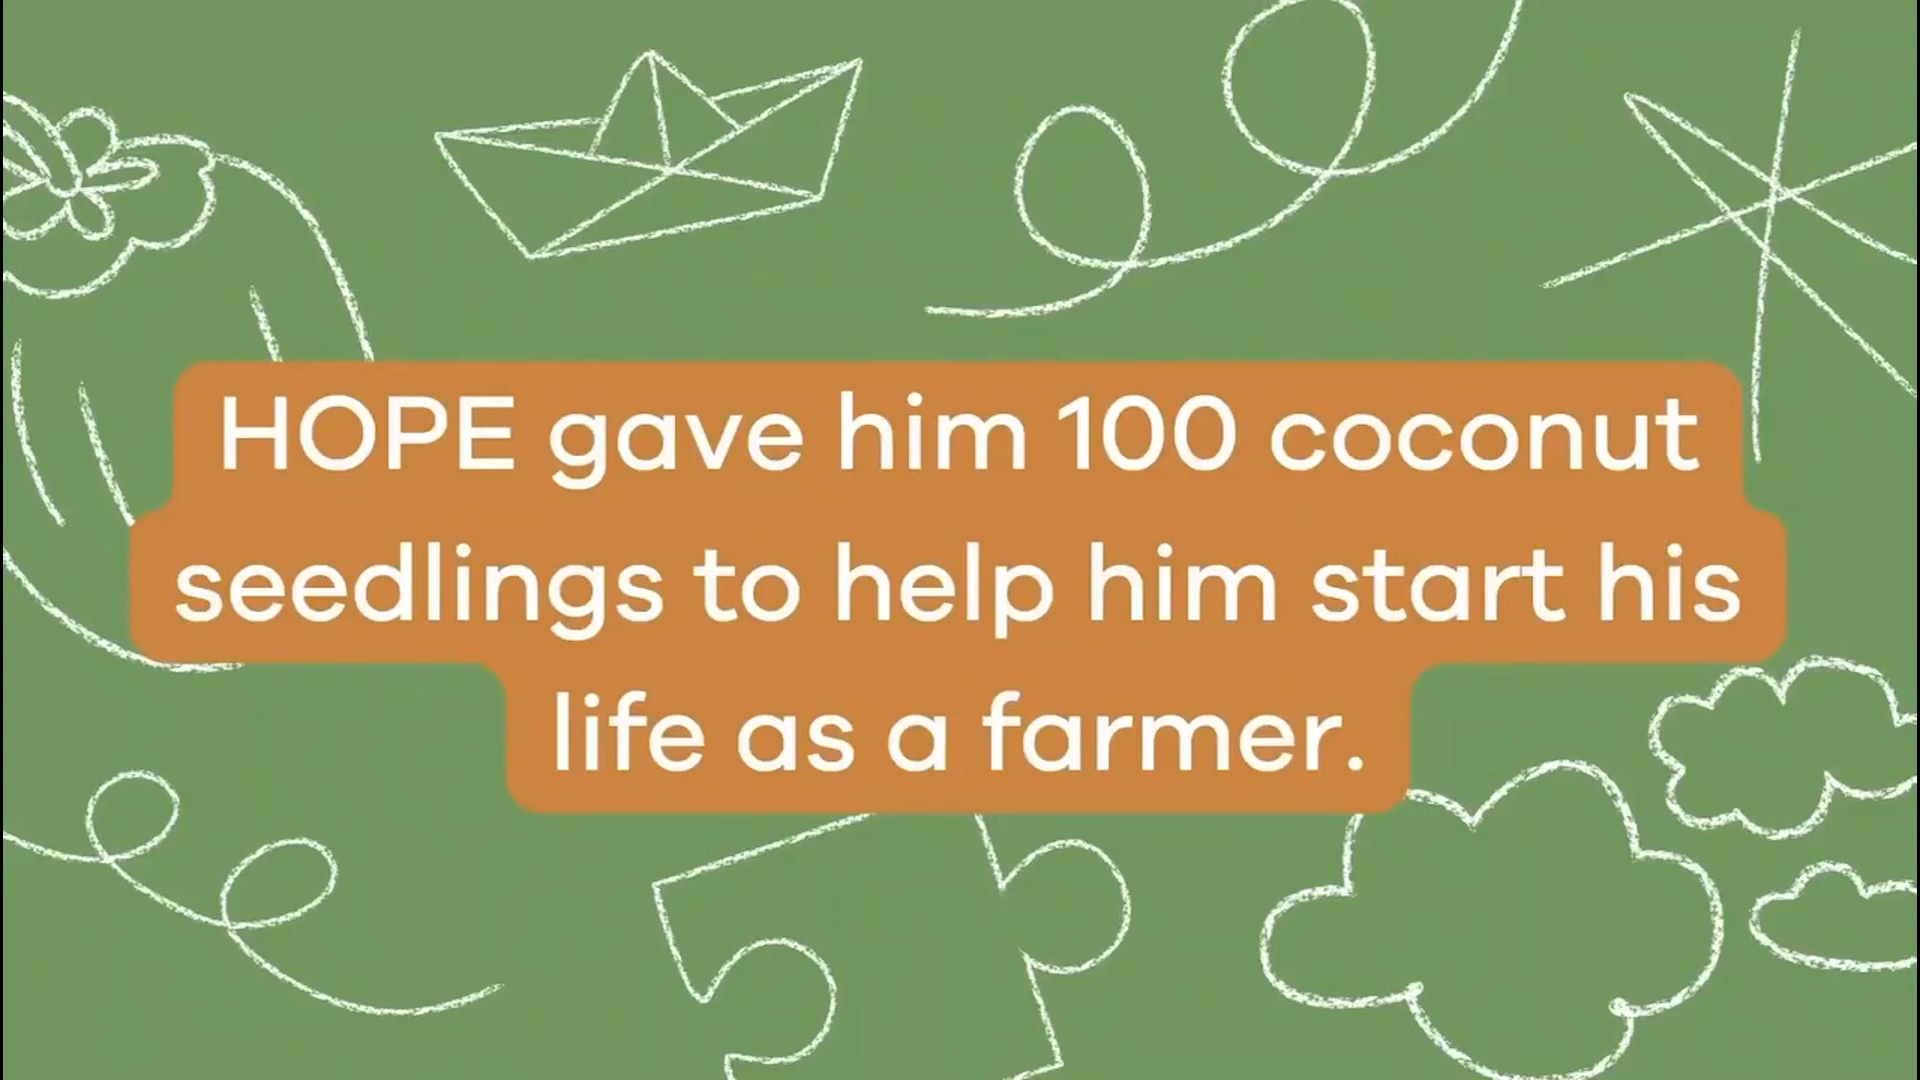 HOPE gave him 100 coconut
seedlings to help him start his
life as a farmer.